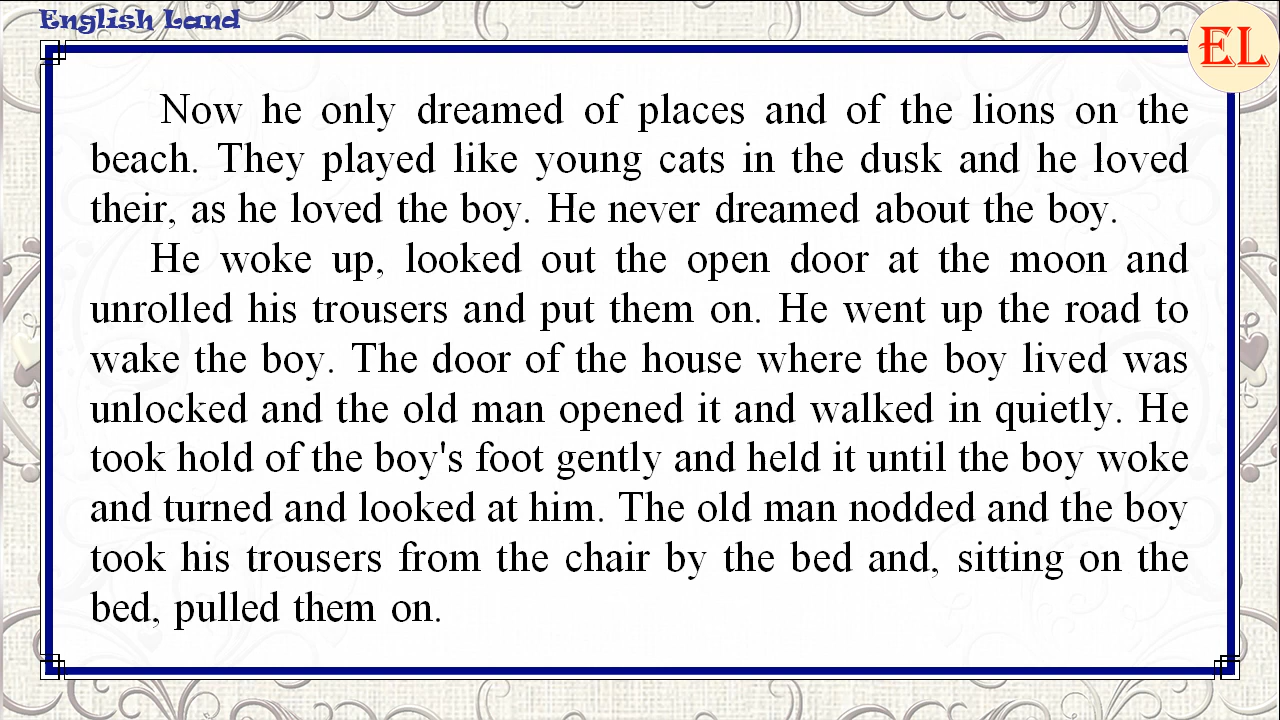 English Land
EL
Now he only dreamed of places and of the lions on the
beach. They played like young cats in the dusk and he loved
their, as he loved the boy. He never dreamed about the boy.
He woke up, looked out the open door at the moon and
unrolled his trousers and put them on. He went up the road to
wake the boy. The door of the house where the boy lived was
unlocked and the old man opened it and walked in quietly. He
took hold of the boy's foot gently and held it until the boy woke
and turned and looked at him. The old man nodded and the boy
took his trousers from the chair by the bed and, sitting on the
bed, pulled them on.